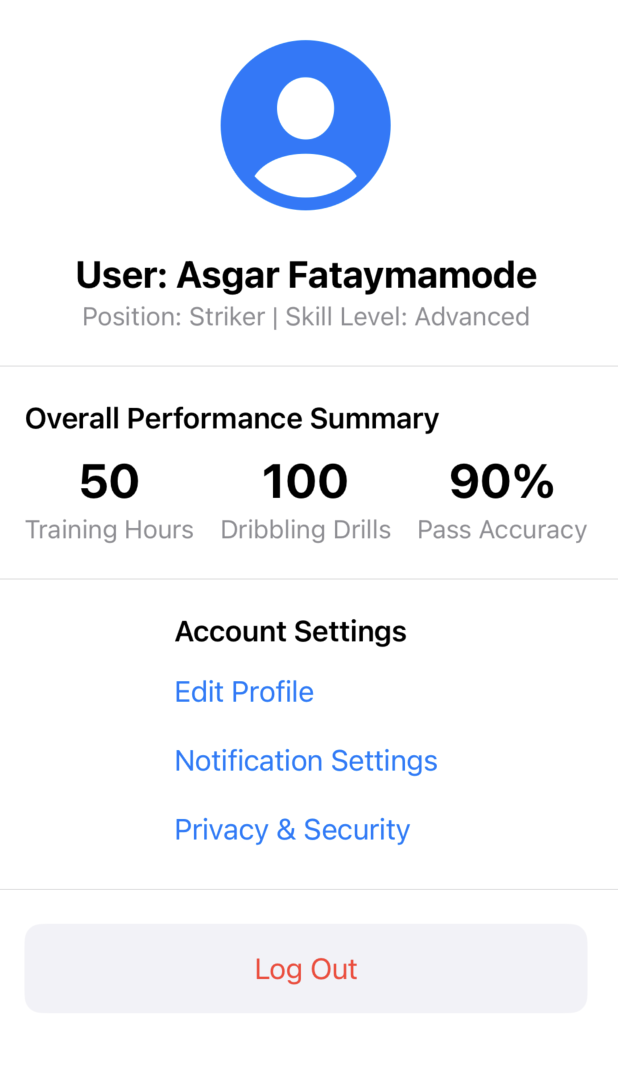 User: Asgar Fataymamode
Position: Striker | Skill Level: Advanced
Overall Performance Summary
50 100 90%
Training Hours Dribbling Drills Pass Accuracy
Account Settings
Edit Profile
Notification Settings
Privacy & Security
Log Out